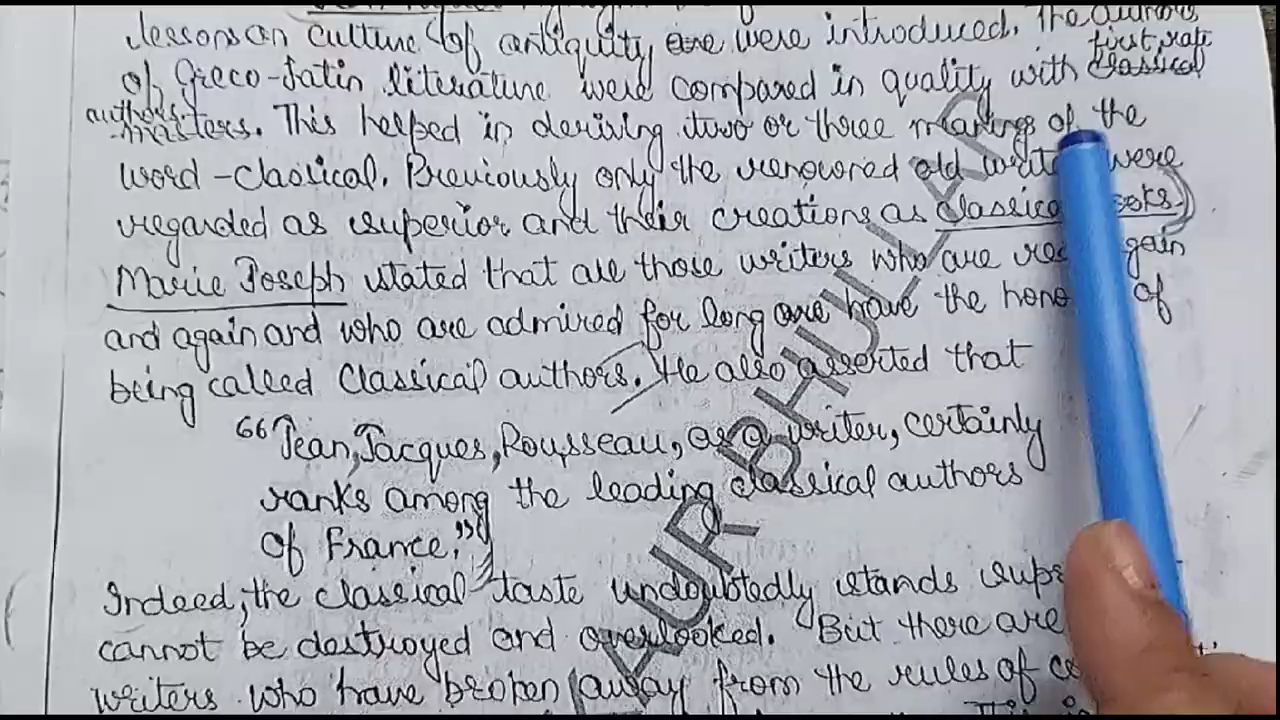 lessons on culture of antiquity were were introduced. The authors
of Greco-Latin literature were compared in quality with classical first rate
authors masters. This helped in deriving two or three meanings of the
word-classical. Previously only the renowned old were
regarded as superior and their creations as
Marie Joseph stated that all those writers who are
and again and who are admired for long are have the of
being called Classical authors. He also asserted that
"Jean, Jacques, Rousseau, as a writer, certainly
ranks among the leading classical authors
of France."
Indeed, the classical taste undoubtedly stands
cannot be destroyed and overlooked. But there are
writers who have broken away from the rules of